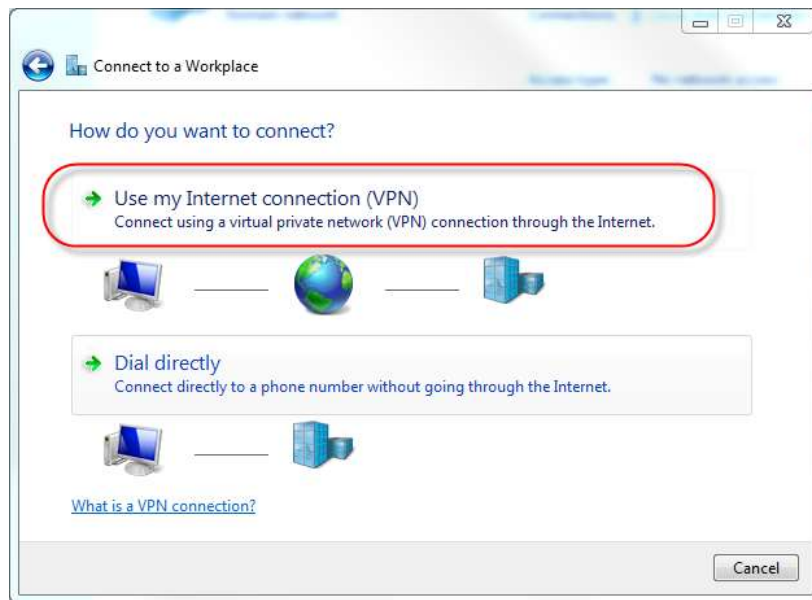 Connect to a Workplace
How do you want to connect?
Use my Internet connection (VPN)
Connect using a virtual private network (VPN) connection through the Internet.
Dial directly
Connect directly to a phone number without going through the Internet.
What is a VPN connection?
Cancel